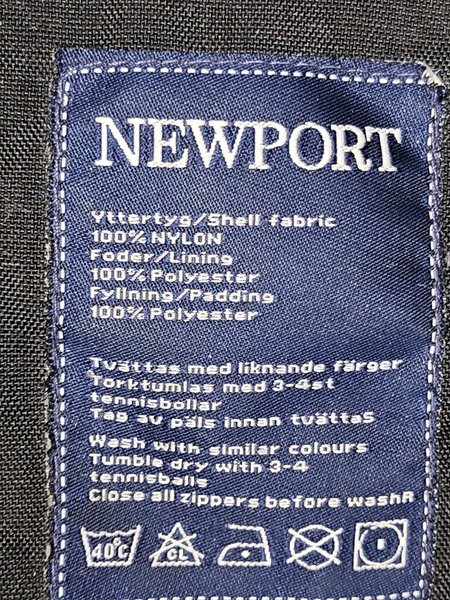 NEWPORT
Yttertyg/Shell fabric
100% NYLON
Foder/Lining
100% Polyester
Fyllning/Padding
100% Polyester
Tvättas med liknande färger
Torktumlas med 3-4st
tennisbollar
Tag av päls innan tvättaS
Wash with similar colours
Tumble dry with 3-4
tennisballs
Close all zippers before washA
40°C CL